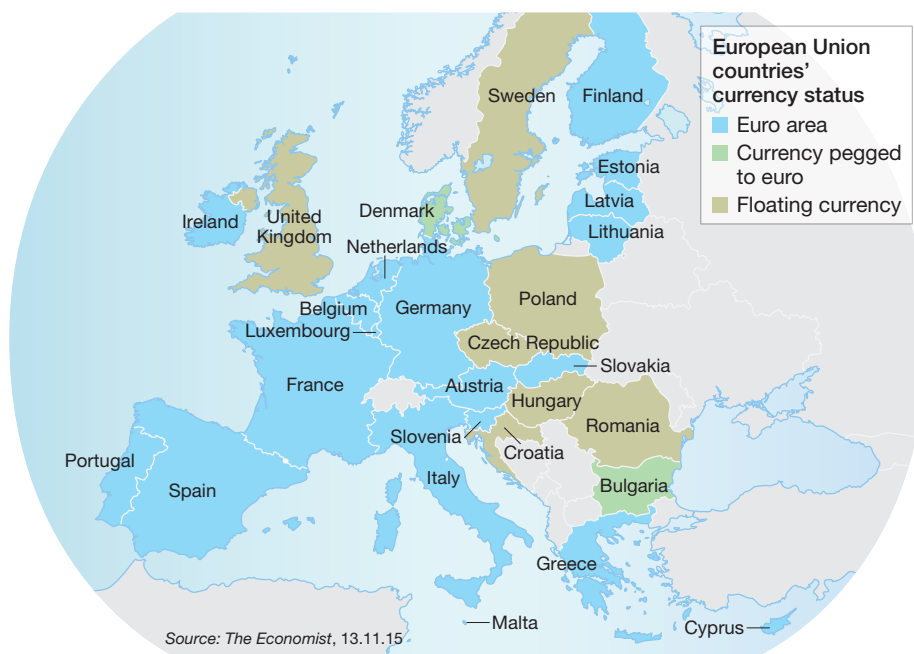 European Union
countries'
currency status
Euro area
Currency pegged
to euro
Floating currency
Sweden
Finland
Estonia
Latvia
Lithuania
Denmark
Ireland
United
Kingdom
Netherlands
Belgium
Luxembourg
Germany
Poland
Czech Republic
Slovakia
France
Austria
Hungary
Romania
Slovenia
Croatia
Portugal
Spain
Italy
Bulgaria
Greece
Malta
Cyprus
Source: The Economist, 13.11.15